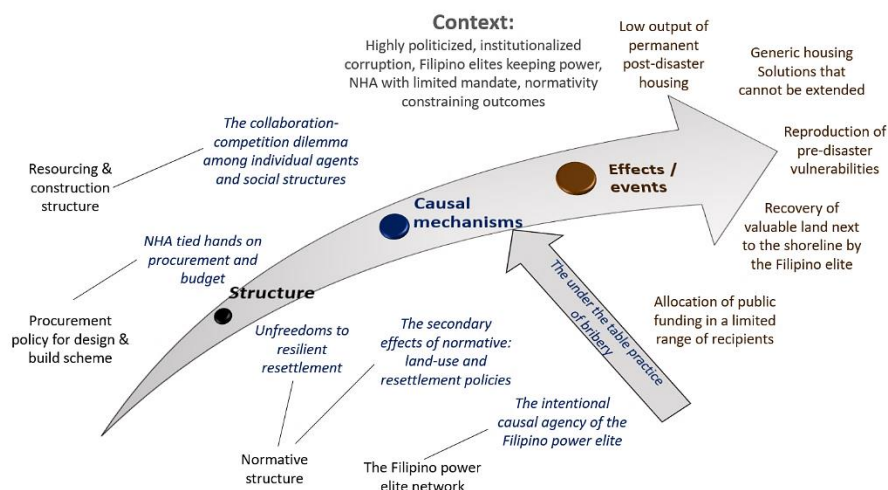 Context:
Highly politicized, institutionalized
corruption, Filipino elites keeping power,
NHA with limited mandate, normativity
constraining outcomes
Low output of
permanent
post-disaster
housing
Generic housing
Solutions that
cannot be extended
Reproduction of
pre-disaster
vulnerabilities
Recovery of
valuable land next
to the shoreline by
the Filipino elite
Allocation of public
funding in a limited
range of recipients
The collaboration-
competition dilemma
among individual agents
and social structures
Resourcing &
construction
structure
Effects /
events
Causal
mechanisms
NHA tied hands on
procurement and
budget
Structure
Procurement
policy for design &
build scheme
Unfreedoms to
resilient
resettlement
The secondary
effects of normative:
land-use and
resettlement policies
The under the table practice
of bribery
The intentional
causal agency of the
Filipino power elite
Normative
structure
The Filipino power
elite network